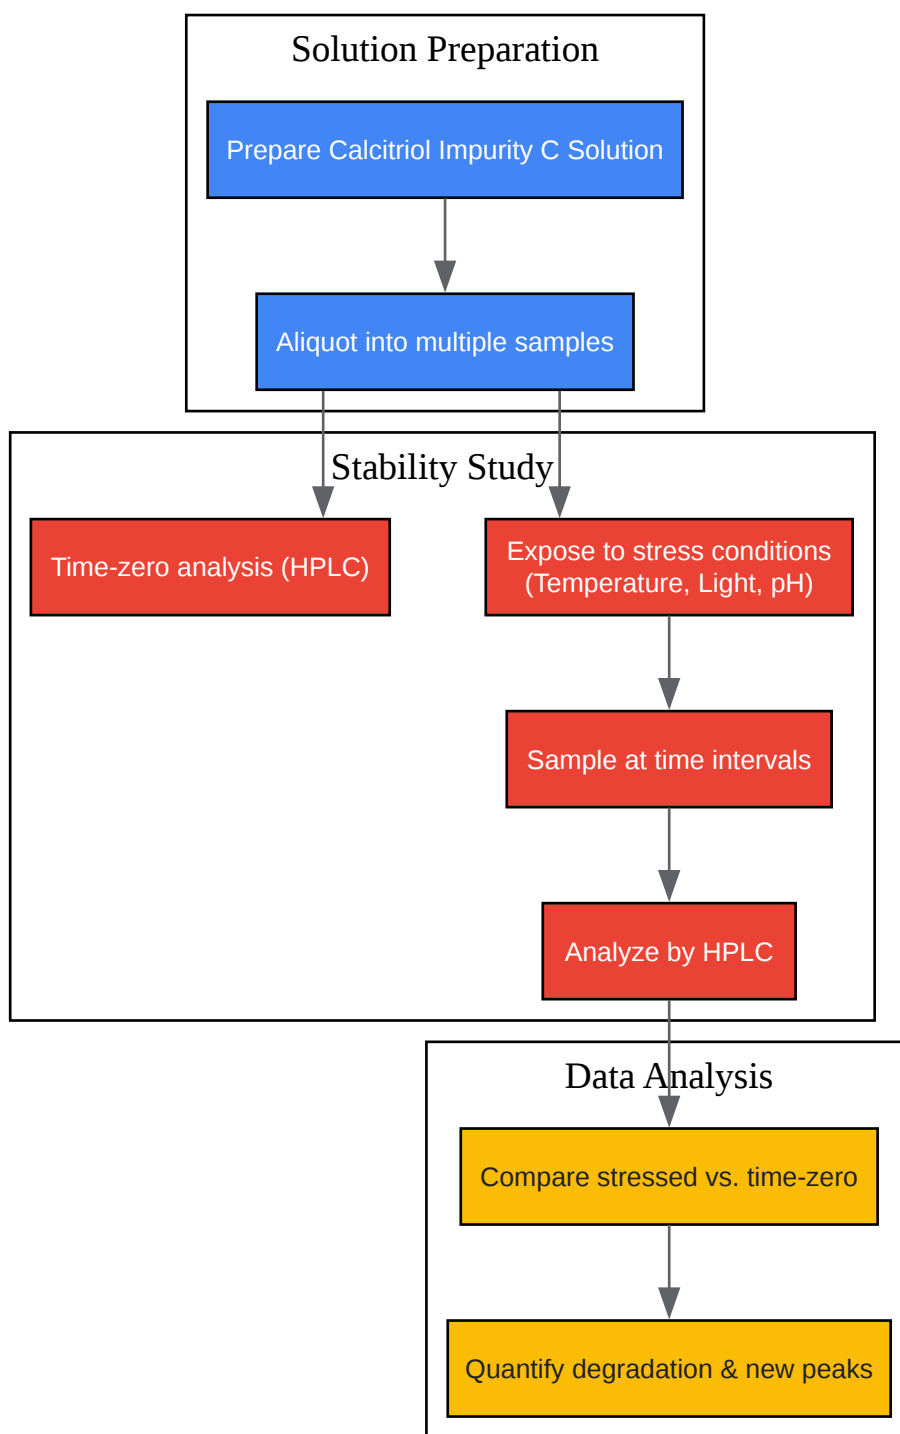 Solution Preparation
Prepare Calcitriol Impurity C Solution
Aliquot into multiple samples
Stability Study
Time-zero analysis (HPLC)
Expose to stress conditions
(Temperature, Light, pH)
Sample at time intervals
Analyze by HPLC
Data Analysis
Compare stressed vs. time-zero
Quantify degradation & new peaks